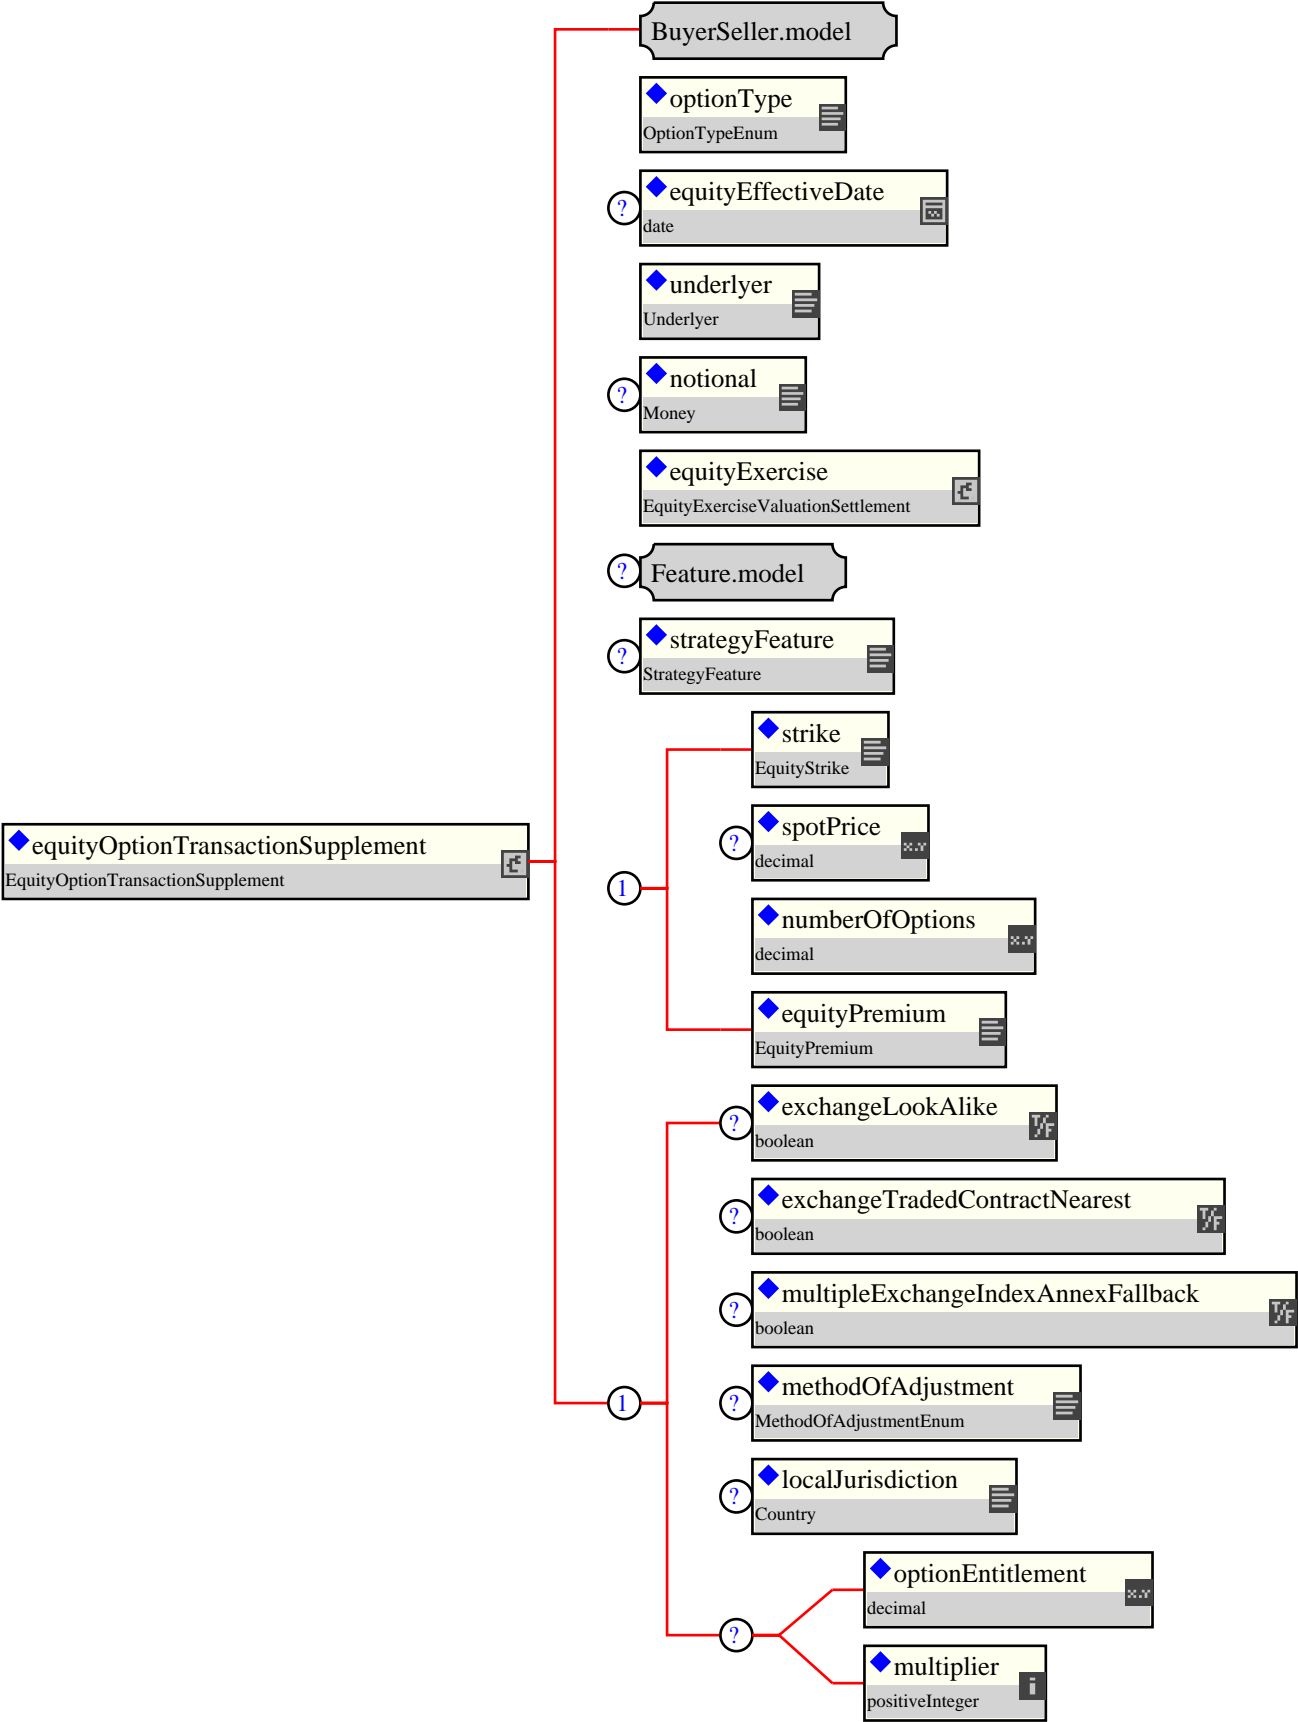 BuyerSeller.model
optionType
OptionTypeEnum
equityEffectiveDate
?
date
underlyer
Underlyer
notional
?
Money
equityExercise
EquityExerciseValuationSettlement
?
Feature.model
strategyFeature
?
StrategyFeature
strike
EquityStrike
spotPrice
?
x.y
decimal
equityOptionTransactionSupplement
EquityOptionTransactionSupplement
1
numberOfOptions
x.y
decimal
equityPremium
EquityPremium
exchangeLookAlike
?
T/F
boolean
exchangeTradedContractNearest
?
T/F
boolean
multipleExchangeIndexAnnexFallback
?
T/F
boolean
methodOfAdjustment
1
?
MethodOfAdjustmentEnum
localJurisdiction
?
Country
optionEntitlement
x.y
decimal
?
multiplier
i
positiveInteger